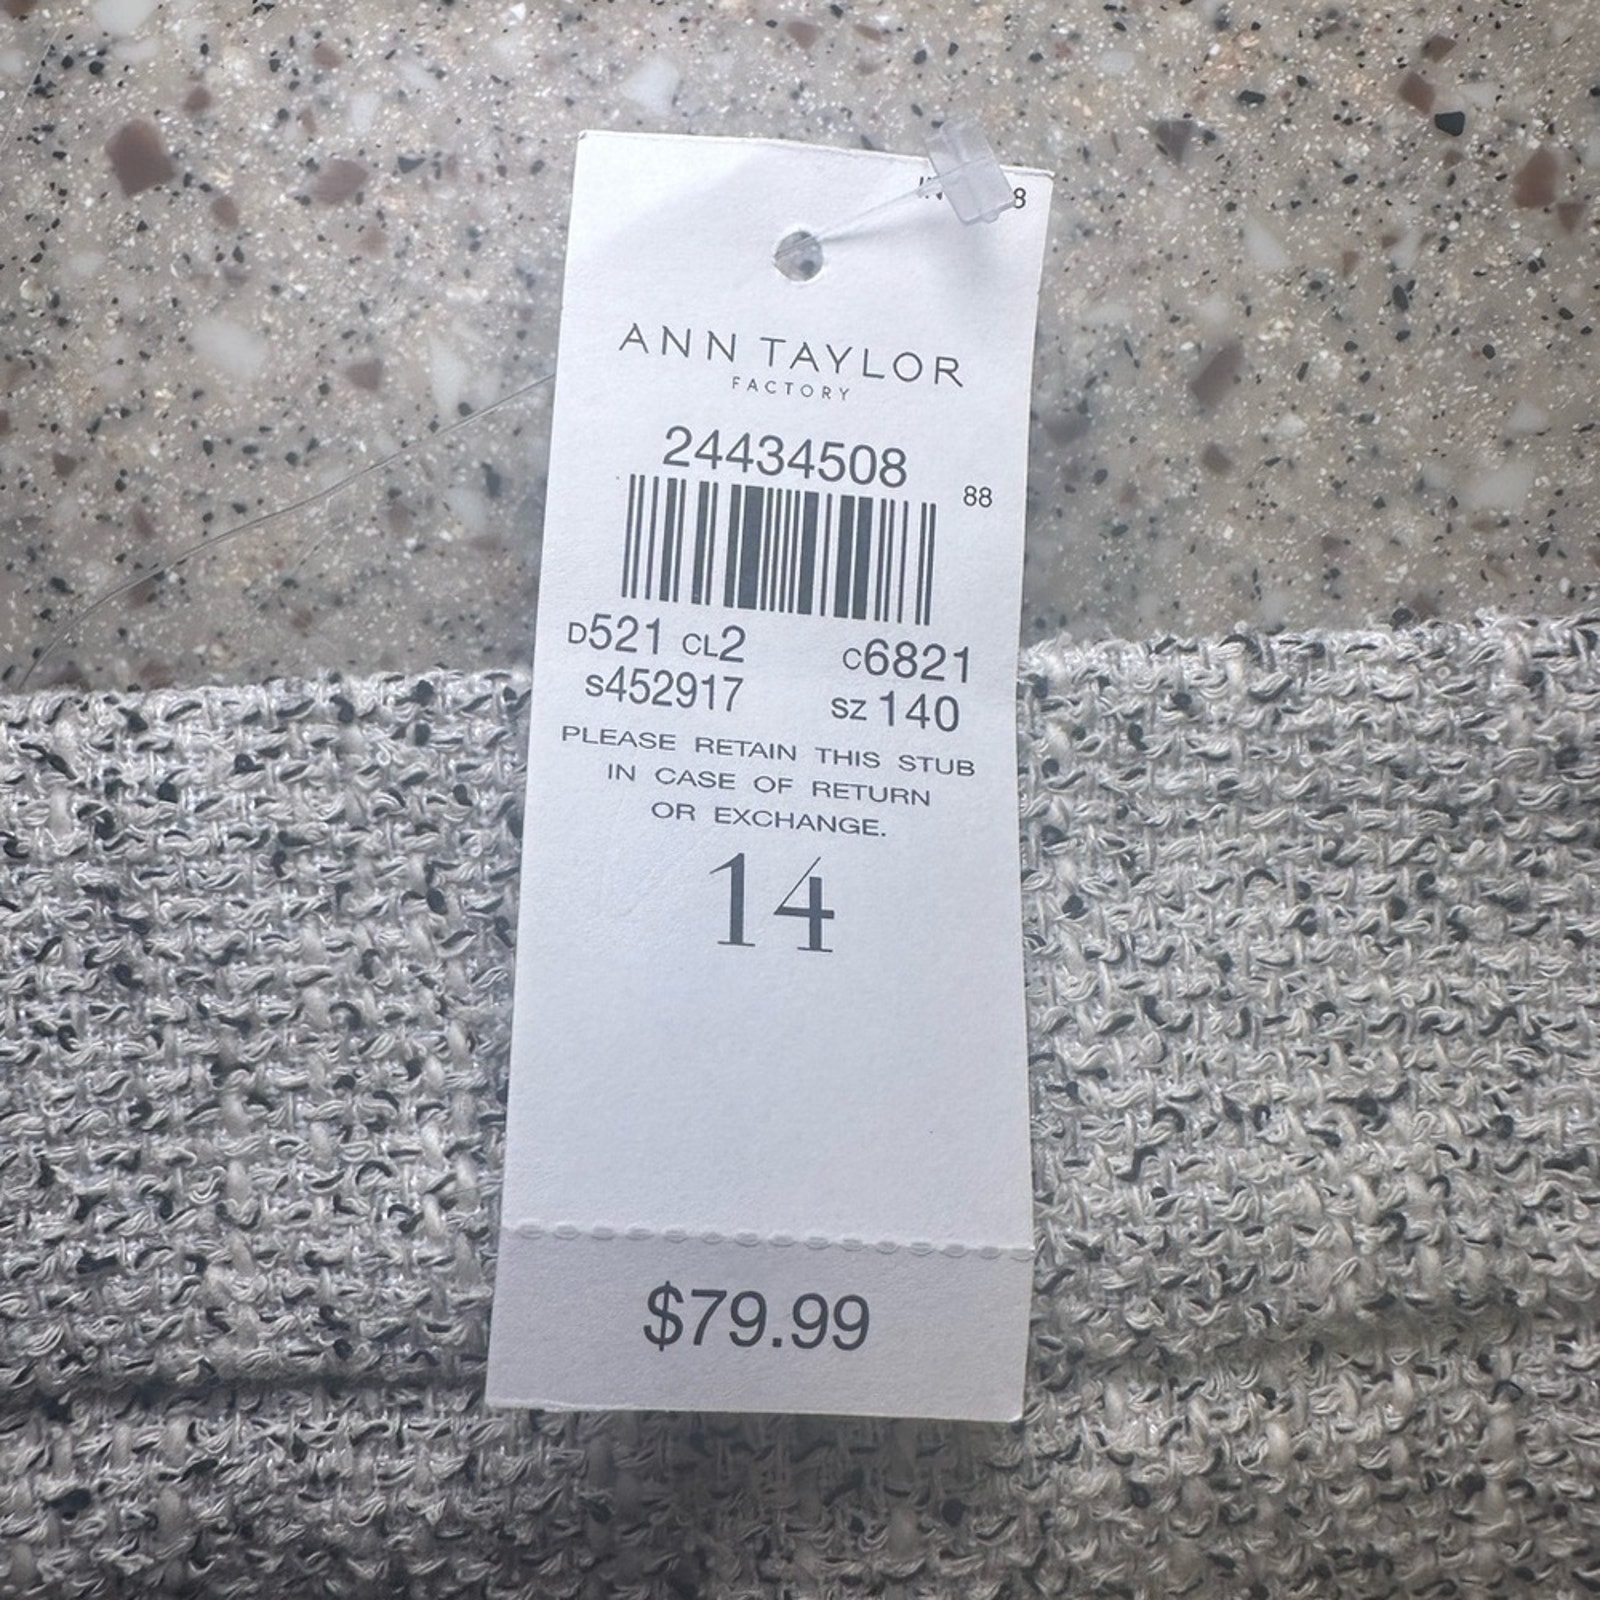 ANN TAYLOR
FACTORY
24434508
88
D521 CL2 C6821
S452917 SZ 140
PLEASE RETAIN THIS STUB
IN CASE OF RETURN
OR EXCHANGE.
14
$79.99